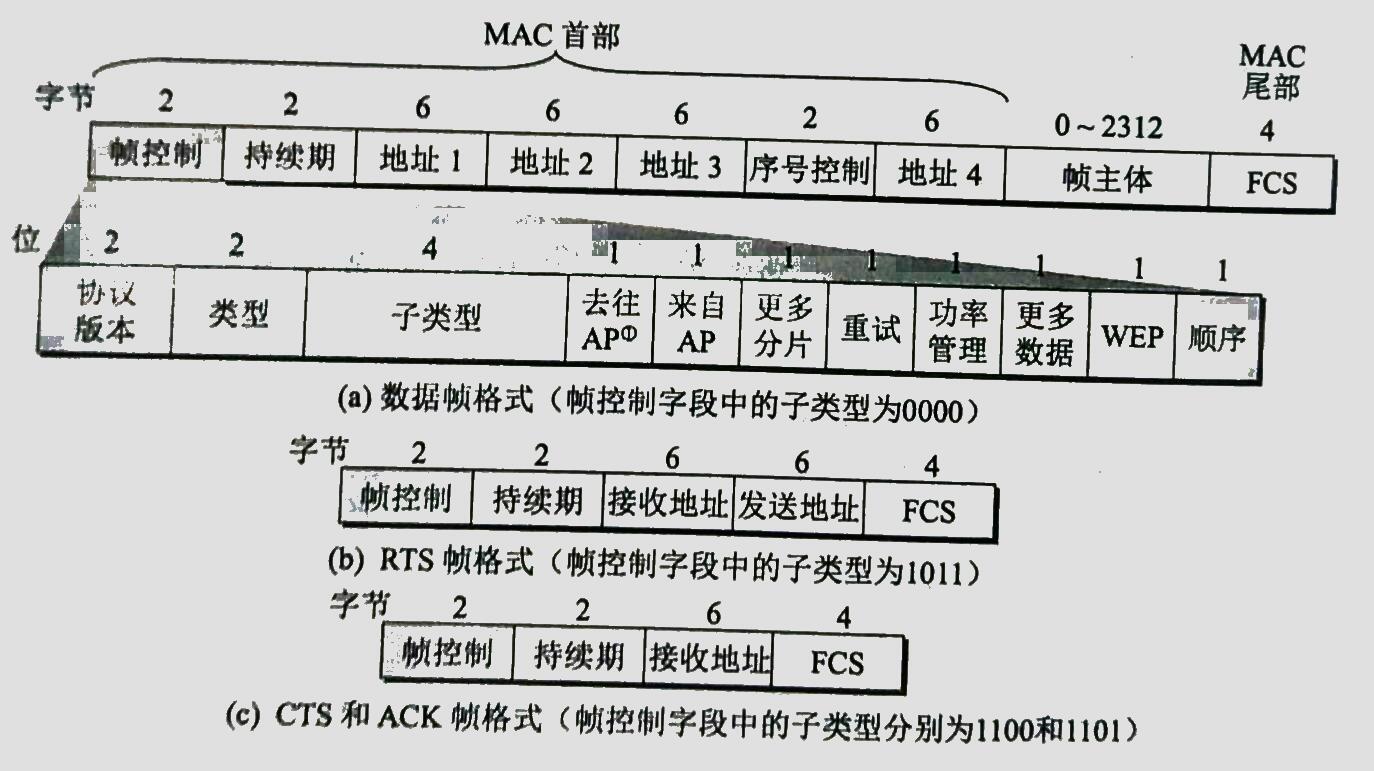 MAC 首部
MAC
尾部
字节 2 2 6 6 6 2 6 0~2312 4
帧控制 持续期 地址 1 地址 2 地址 3 序号控制 地址 4 帧主体 FCS
位 2 2 4 1 1 1 1 1 1 1 1
协议版本 类型 子类型 去往AP① 来自AP 更多分片 重试 功率管理 更多数据 WEP 顺序
(a) 数据帧格式（帧控制字段中的子类型为0000）
字节 2 2 6 6 4
帧控制 持续期 接收地址 发送地址 FCS
(b) RTS 帧格式（帧控制字段中的子类型为1011）
字节 2 2 6 4
帧控制 持续期 接收地址 FCS
(c) CTS 和 ACK 帧格式（帧控制字段中的子类型分别为1100和1101）